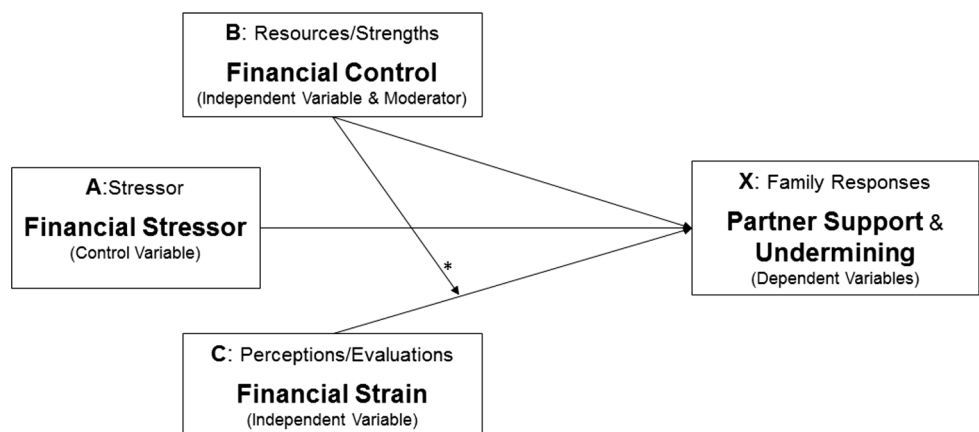 B: Resources/Strengths
Financial Control
(Independent Variable & Moderator)
A:Stressor
Financial Stressor
(Control Variable)
X: Family Responses
Partner Support &
Undermining
(Dependent Variables)
*
C: Perceptions/Evaluations
Financial Strain
(Independent Variable)